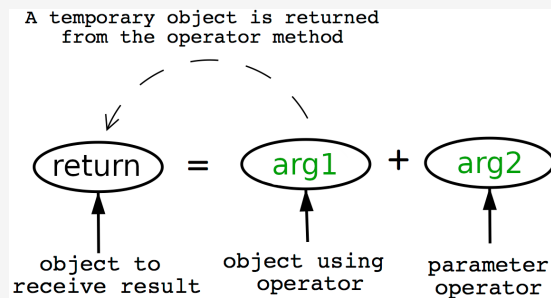 A temporary object is returned
from the operator method
return = arg1 + arg2
object to
receive result
object using
operator
parameter
operator